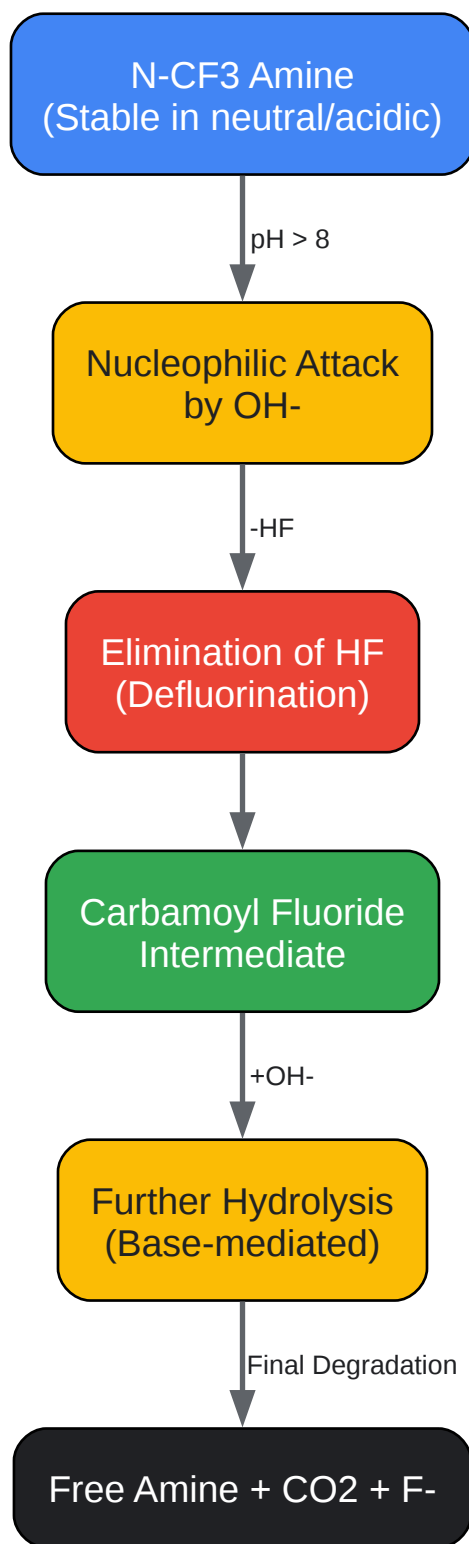 N-CF3 Amine
(Stable in neutral/acidic)
pH > 8
Nucleophilic Attack
by OH-
-HF
Elimination of HF
(Defluorination)
Carbamoyl Fluoride
Intermediate
+OH-
Further Hydrolysis
(Base-mediated)
Final Degradation
Free Amine + CO2 + F-